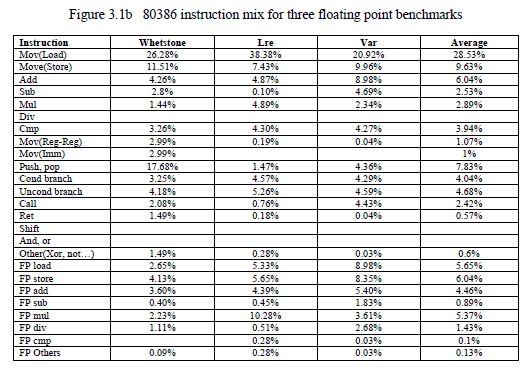 Figure 3.1b 80386 instruction mix for three floating point benchmarks
Instruction Whetstone Lre Var Average
Mov(Load) 26.28% 38.38% 20.92% 28.53%
Move(Store) 11.51% 7.43% 9.96% 9.63%
Add 4.26% 4.87% 8.98% 6.04%
Sub 2.8% 0.10% 4.69% 2.53%
Mul 1.44% 4.89% 2.34% 2.89%
Div
Cmp 3.26% 4.30% 4.27% 3.94%
Mov(Reg-Reg) 2.99% 0.19% 0.04% 1.07%
Mov(Imm) 2.99% 1%
Push, pop 17.68% 1.47% 4.36% 7.83%
Cond branch 3.25% 4.57% 4.29% 4.04%
Uncond branch 4.18% 5.26% 4.59% 4.68%
Call 2.08% 0.76% 4.43% 2.42%
Ret 1.49% 0.18% 0.04% 0.57%
Shift
And, or
Other(Xor, not…) 1.49% 0.28% 0.03% 0.6%
FP load 2.65% 5.33% 8.98% 5.65%
FP store 4.13% 5.65% 8.35% 6.04%
FP add 3.60% 4.39% 5.40% 4.46%
FP sub 0.40% 0.45% 1.83% 0.89%
FP mul 2.23% 10.28% 3.61% 5.37%
FP div 1.11% 0.51% 2.68% 1.43%
FP cmp 0.28% 0.03% 0.1%
FP Others 0.09% 0.28% 0.03% 0.13%